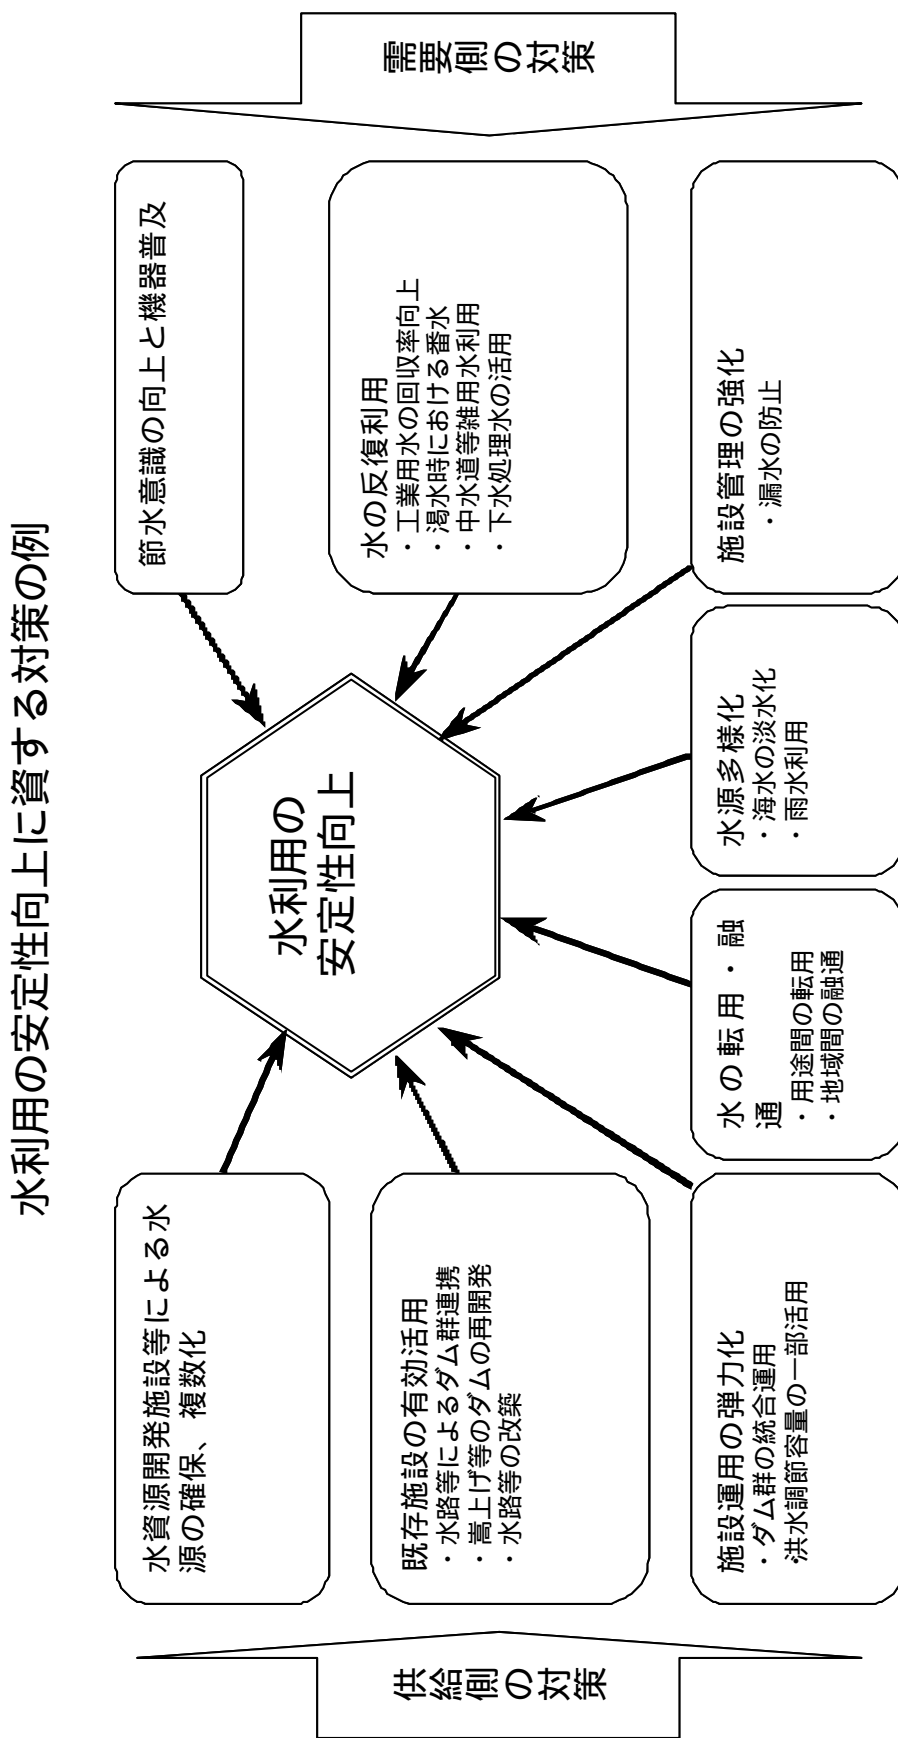 水利用の安定性向上に資する対策の例
供給側の対策
需要側の対策
水利用の
安定性向上
水資源開発施設等による水
源の確保、複数化
既存施設の有効活用
・水路等によるダム群連携
・嵩上げ等のダムの再開発
・水路等の改築
施設運用の弾力化
・ダム群の統合運用
・洪水調節容量の一部活用
水の転用・融
通
・用途間の転用
・地域間の融通
水源多様化
・海水の淡水化
・雨水利用
施設管理の強化
・漏水の防止
水の反復利用
・工業用水の回収率向上
・渇水時における番水
・中水道等雑用水利用
・下水処理水の活用
節水意識の向上と機器普及